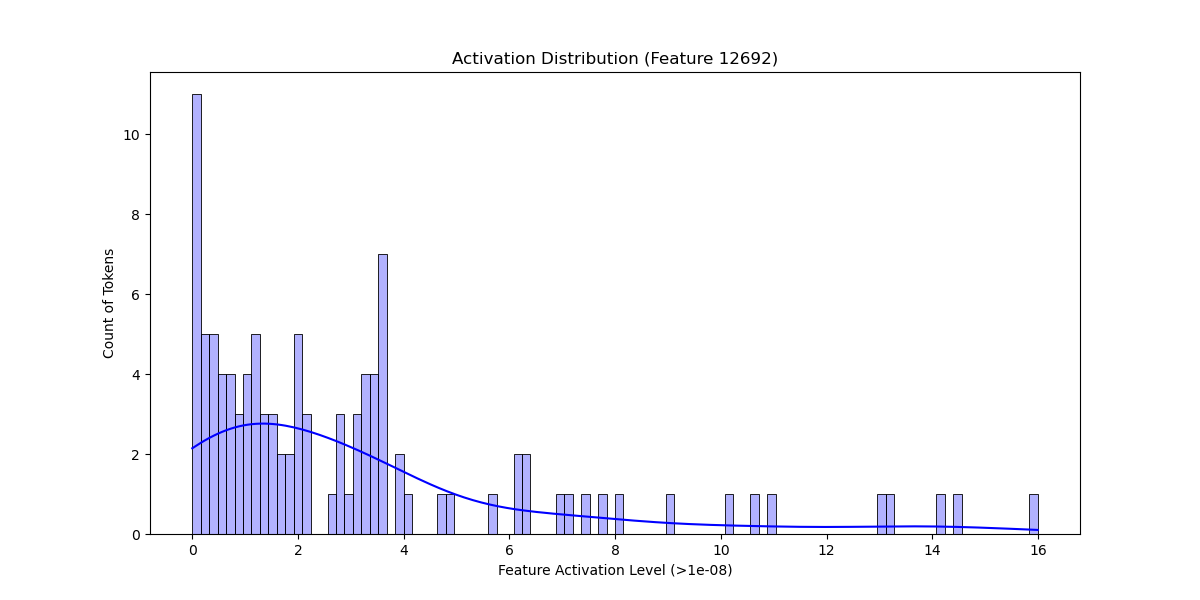 Activation Distribution (Feature 12692)
Count of Tokens
10
8
6
4
2
0
0 2 4 6 8 10 12 14 16
Feature Activation Level (>1e-08)